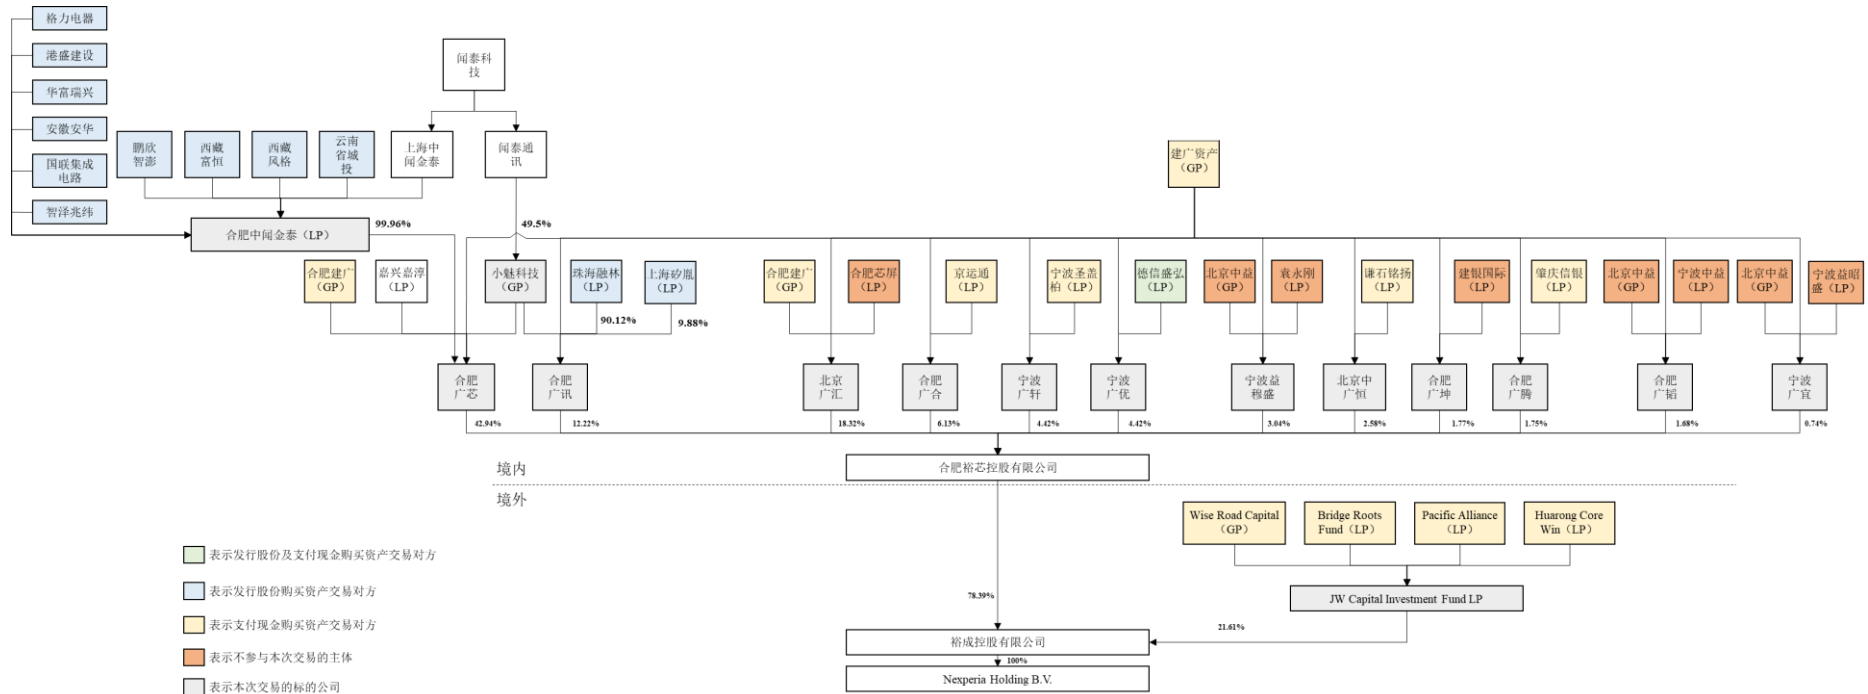 格力电器
港盛建设
华富瑞兴
安徽安华
国联集成
电路
智泽兆纬
闻泰科
技
鹏欣
智澎
西藏
富恒
西藏
风格
云南
省城
投
上海中
闻金泰
闻泰通
讯
建广资产
（GP）
合肥中闻金泰（LP）
99.96%
49.5%
合肥建广
（GP）
嘉兴嘉淳
（LP）
小魅科技
（GP）
珠海融林
（LP）
上海矽胤
（LP）
合肥建广
（GP）
合肥芯屏
（LP）
京运通
（LP）
宁波圣盖
柏（LP）
德信盛弘
（LP）
北京中益
（GP）
袁永刚
（LP）
谦石铭扬
（LP）
建银国际
（LP）
肇庆信银
（LP）
北京中益
（GP）
宁波中益
（LP）
北京中益
（GP）
宁波益昭
盛（LP）
90.12%
9.88%
合肥
广芯
合肥
广讯
北京
广汇
合肥
广合
宁波
广轩
宁波
广优
宁波益
穆盛
北京中
广恒
合肥
广坤
合肥
广腾
合肥
广韬
宁波
广宜
42.94%
12.22%
18.32%
6.13%
4.42%
4.42%
3.04%
2.58%
1.77%
1.75%
1.68%
0.74%
合肥裕芯控股有限公司
境内
境外
Wise Road Capital
（GP）
Bridge Roots
Fund（LP）
Pacific Alliance
（LP）
Huarong Core
Win（LP）
JW Capital Investment Fund LP
78.39%
21.61%
裕成控股有限公司
100%
Nexperia Holding B.V.
表示发行股份及支付现金购买资产交易对方
表示发行股份购买资产交易对方
表示支付现金购买资产交易对方
表示不参与本次交易的主体
表示本次交易的标的公司